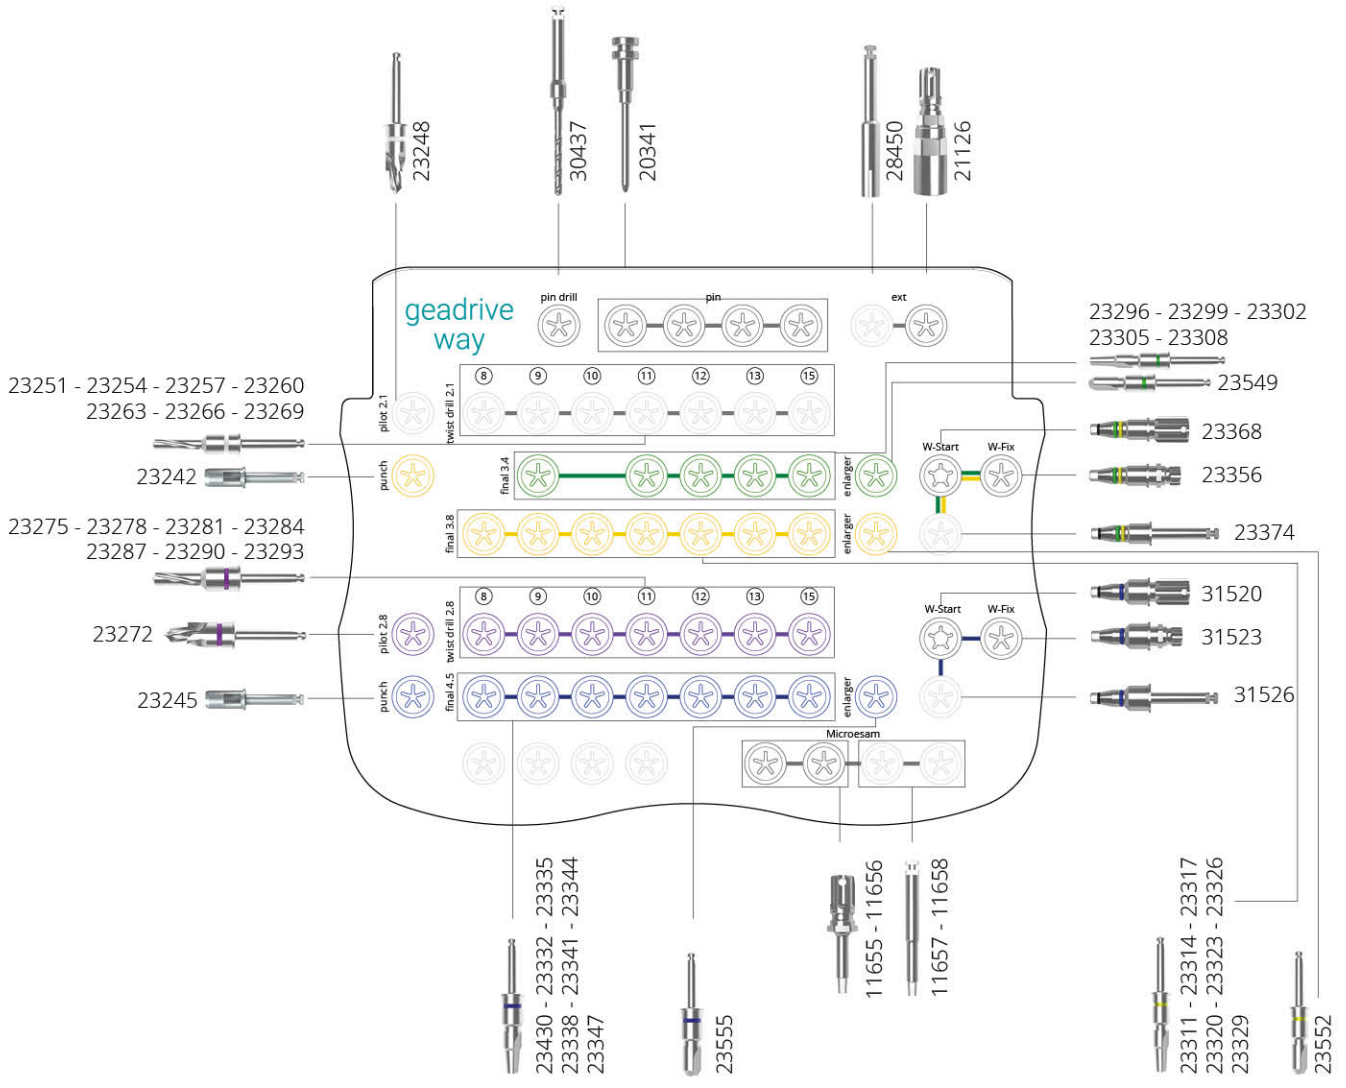 23248
30437
20341
28450
21126
geadrive
way
pin drill
pin
ext
23296 - 23299 - 23302
23305 - 23308
23549
23251 - 23254 - 23257 - 23260
23263 - 23266 - 23269
pilot 2.1
twist drill 2.1
8
9
10
11
12
13
15
23368
W-Start
W-Fix
23242
punch
final 3.4
enlarger
23356
23275 - 23278 - 23281 - 23284
23287 - 23290 - 23293
final 3.8
enlarger
23374
8
9
10
11
12
13
15
31520
W-Start
W-Fix
23272
pilot 2.8
twist drill 2.8
31523
23245
punch
final 4.5
enlarger
31526
Microesam
23430 - 23332 - 23335
23338 - 23341 - 23344
23347
23555
11655 - 11656
11657 - 11658
23311 - 23314 - 23317
23320 - 23323 - 23326
23329
23552